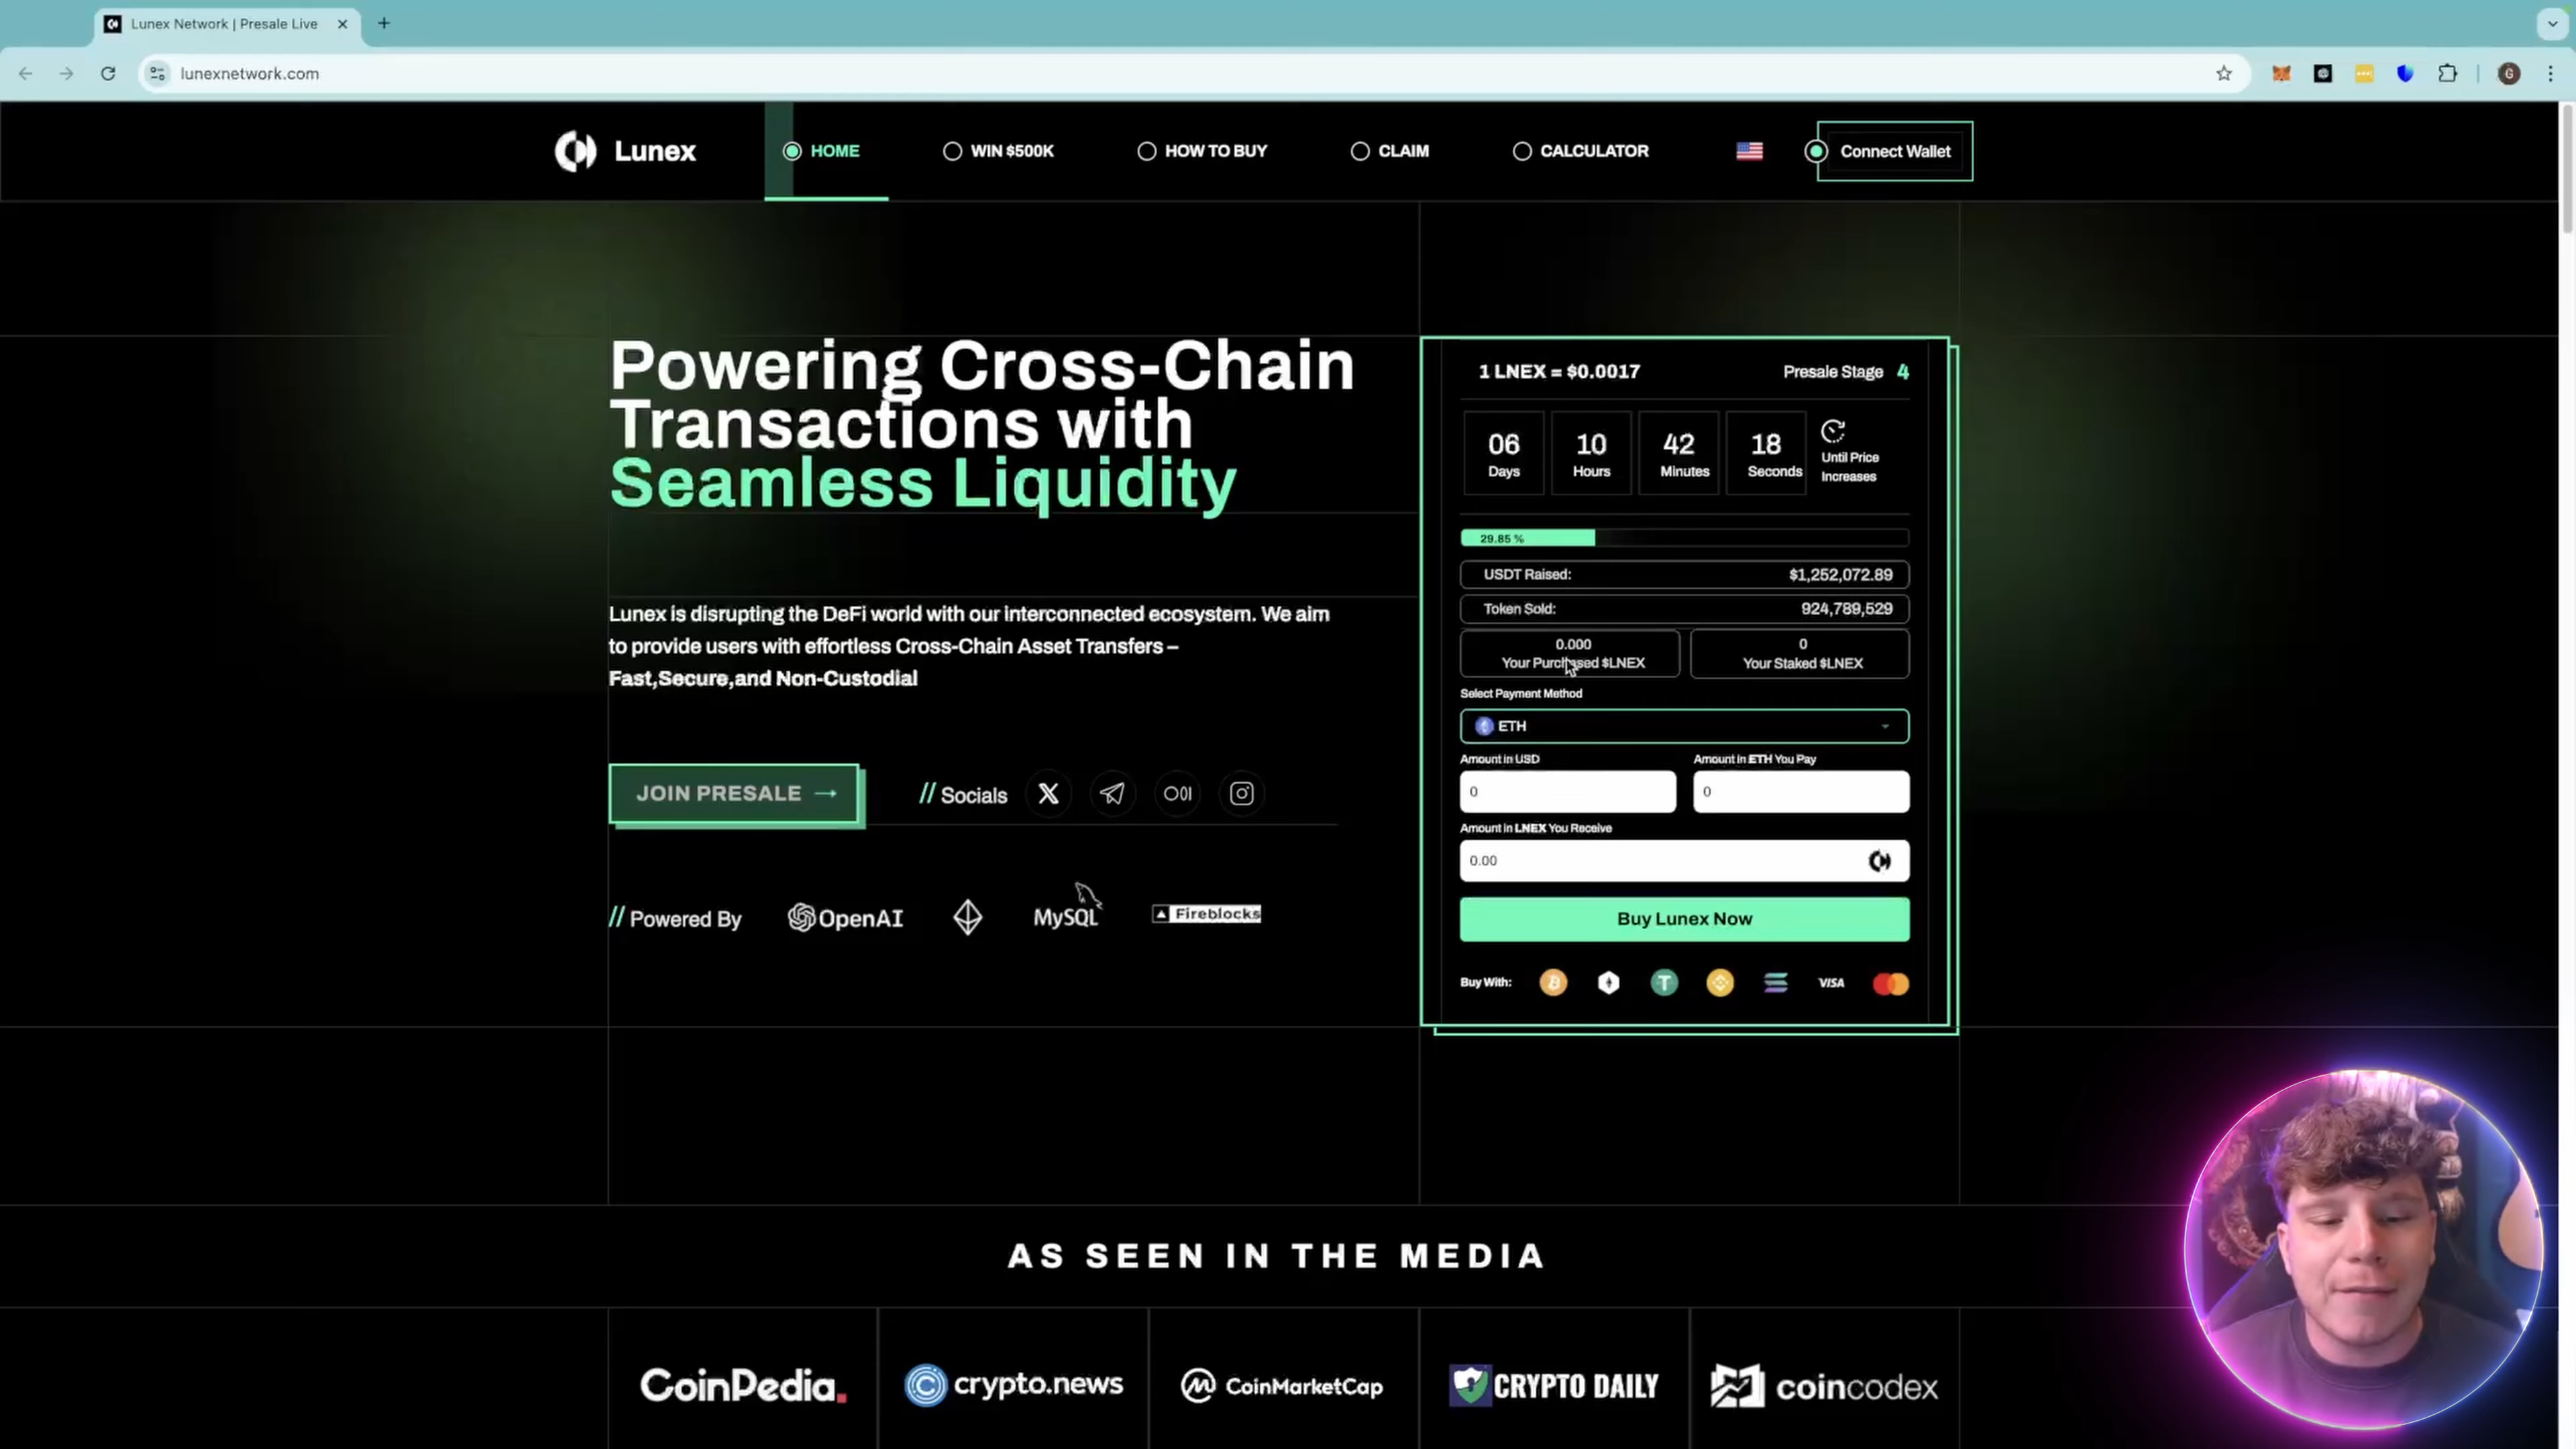 Lunex Network | Presale Live
lunexnetwork.com
G
Lunex
HOME
WIN $500K
HOW TO BUY
CLAIM
CALCULATOR
Connect Wallet
Powering Cross-Chain
Transactions with
Seamless Liquidity
Lunex is disrupting the DeFi world with our interconnected ecosystem. We aim
to provide users with effortless Cross-Chain Asset Transfers –
Fast,Secure,and Non-Custodial
JOIN PRESALE →
// Socials
// Powered By
OpenAI
MySQL
Fireblocks
1 LNEX = $0.0017
Presale Stage 4
06 10 42 18
Days Hours Minutes Seconds
Until Price
Increases
29.85 %
USDT Raised: $1,252,072.89
Token Sold: 924,789,529
0.000
Your Purchased $LNEX
0
Your Staked $LNEX
Select Payment Method
ETH
Amount in USD
Amount in ETH You Pay
0
0
Amount in LNEX You Receive
0.00
Buy Lunex Now
Buy With:
VISA
AS SEEN IN THE MEDIA
CoinPedia.
crypto.news
CoinMarketCap
CRYPTO DAILY
coincodex